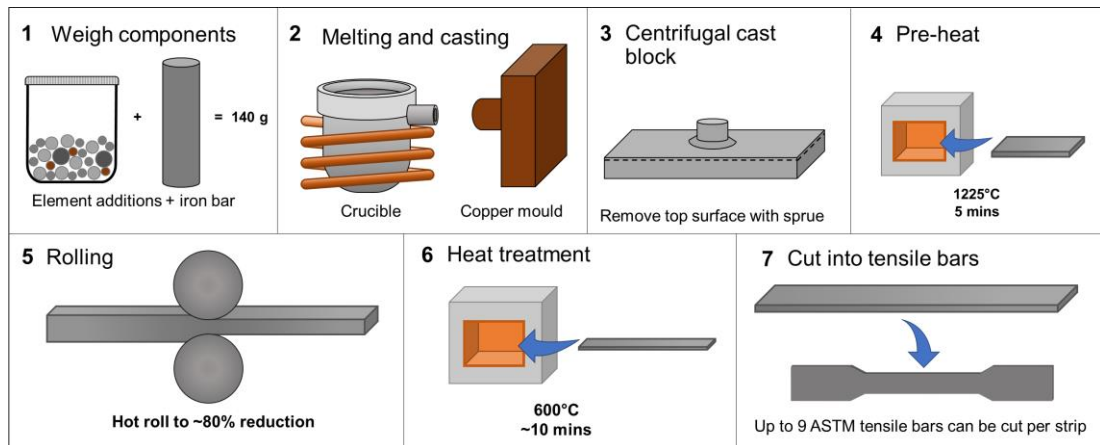 1 Weigh components
+
= 140 g
Element additions + iron bar
2 Melting and casting
Crucible
Copper mould
3 Centrifugal cast
block
Remove top surface with sprue
4 Pre-heat
1225°C
5 mins
5 Rolling
Hot roll to ~80% reduction
6 Heat treatment
600°C
~10 mins
7 Cut into tensile bars
Up to 9 ASTM tensile bars can be cut per strip